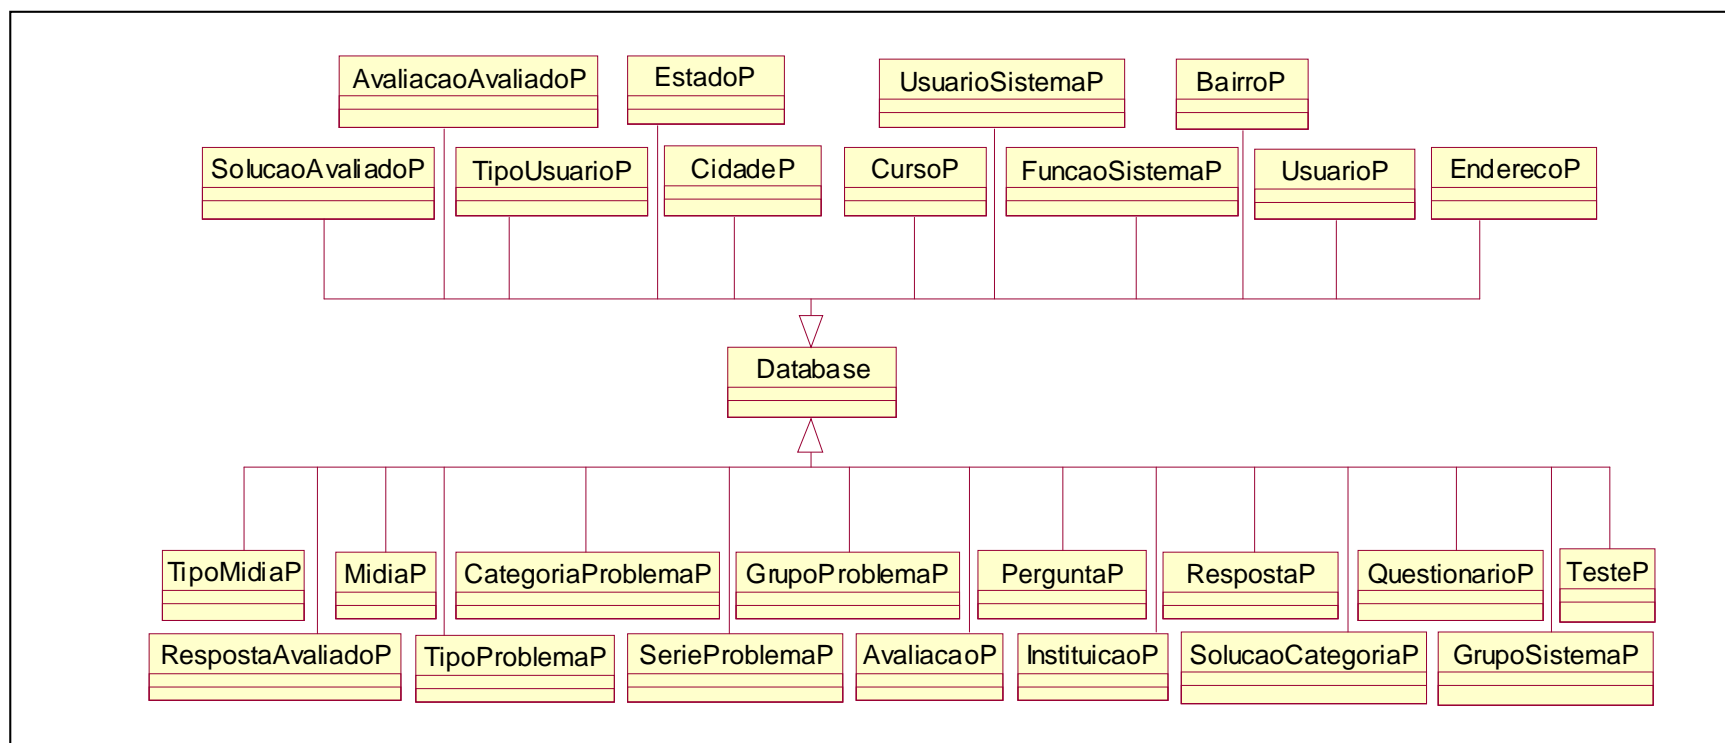 AvaliacaoAvaliadoP
EstadoP
UsuarioSistemaP
BairroP
SolucaoAvaliadoP
TipoUsuarioP
CidadeP
CursoP
FuncaoSistemaP
UsuarioP
EnderecoP
Database
TipoMidiaP
MidiaP
CategoriaProblemaP
GrupoProblemaP
PerguntaP
RespostaP
QuestionarioP
TesteP
RespostaAvaliadoP
TipoProblemaP
SerieProblemaP
AvaliacaoP
InstituicaoP
SolucaoCategoriaP
GrupoSistemaP